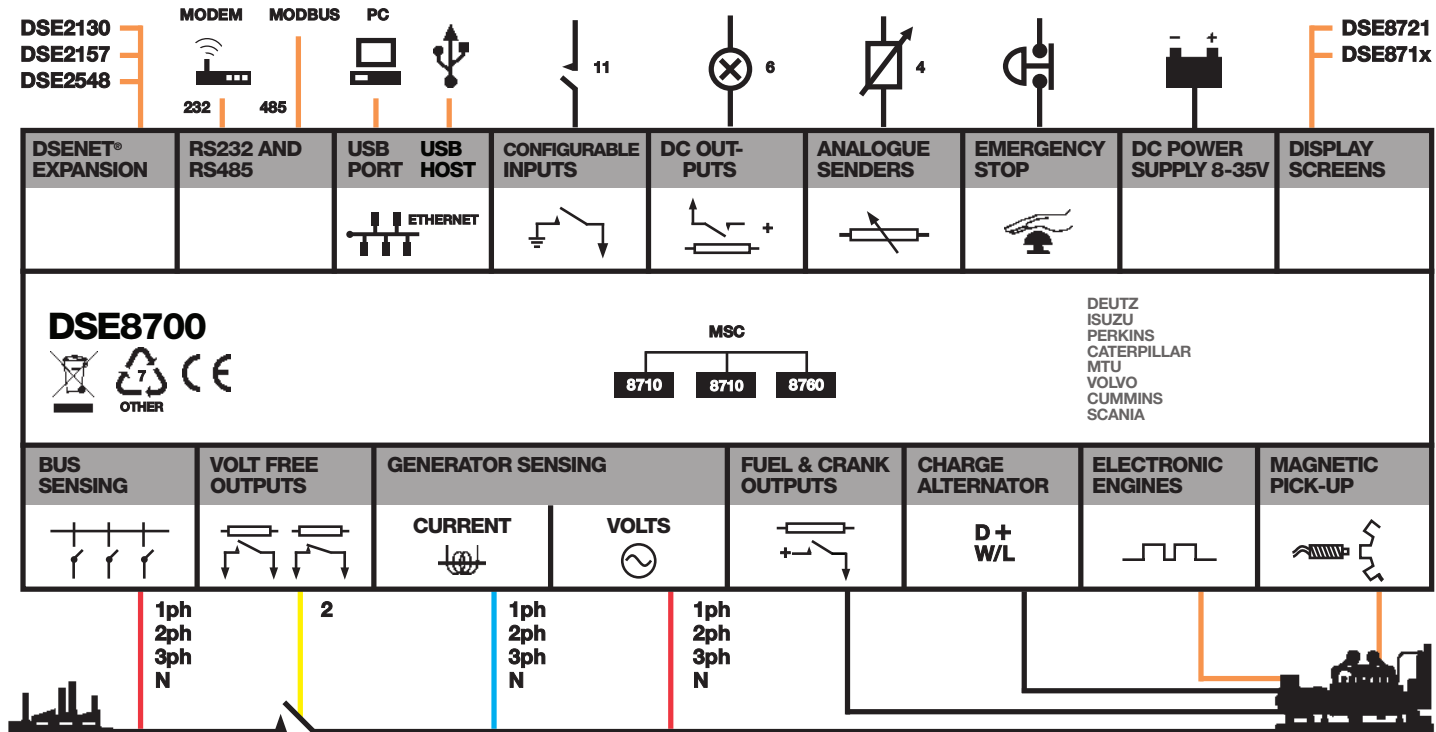 DSE2130
DSE2157
DSE2548
MODEM
MODBUS
PC
232
485
11
6
4
- +
DSE8721
DSE871x
DSENET®
EXPANSION
RS232 AND
RS485
USB
PORT
USB
HOST
ETHERNET
CONFIGURABLE
INPUTS
DC OUT-
PUTS
+
ANALOGUE
SENDERS
EMERGENCY
STOP
DC POWER
SUPPLY 8-35V
DISPLAY
SCREENS
DSE8700
7
OTHER
CE
MSC
8710
8710
8760
DEUTZ
ISUZU
PERKINS
CATERPILLAR
MTU
VOLVO
CUMMINS
SCANIA
BUS
SENSING
VOLT FREE
OUTPUTS
GENERATOR SENSING
CURRENT
VOLTS
FUEL & CRANK
OUTPUTS
+
CHARGE
ALTERNATOR
D+
W/L
ELECTRONIC
ENGINES
MAGNETIC
PICK-UP
1ph
2ph
3ph
N
2
1ph
2ph
3ph
N
1ph
2ph
3ph
N